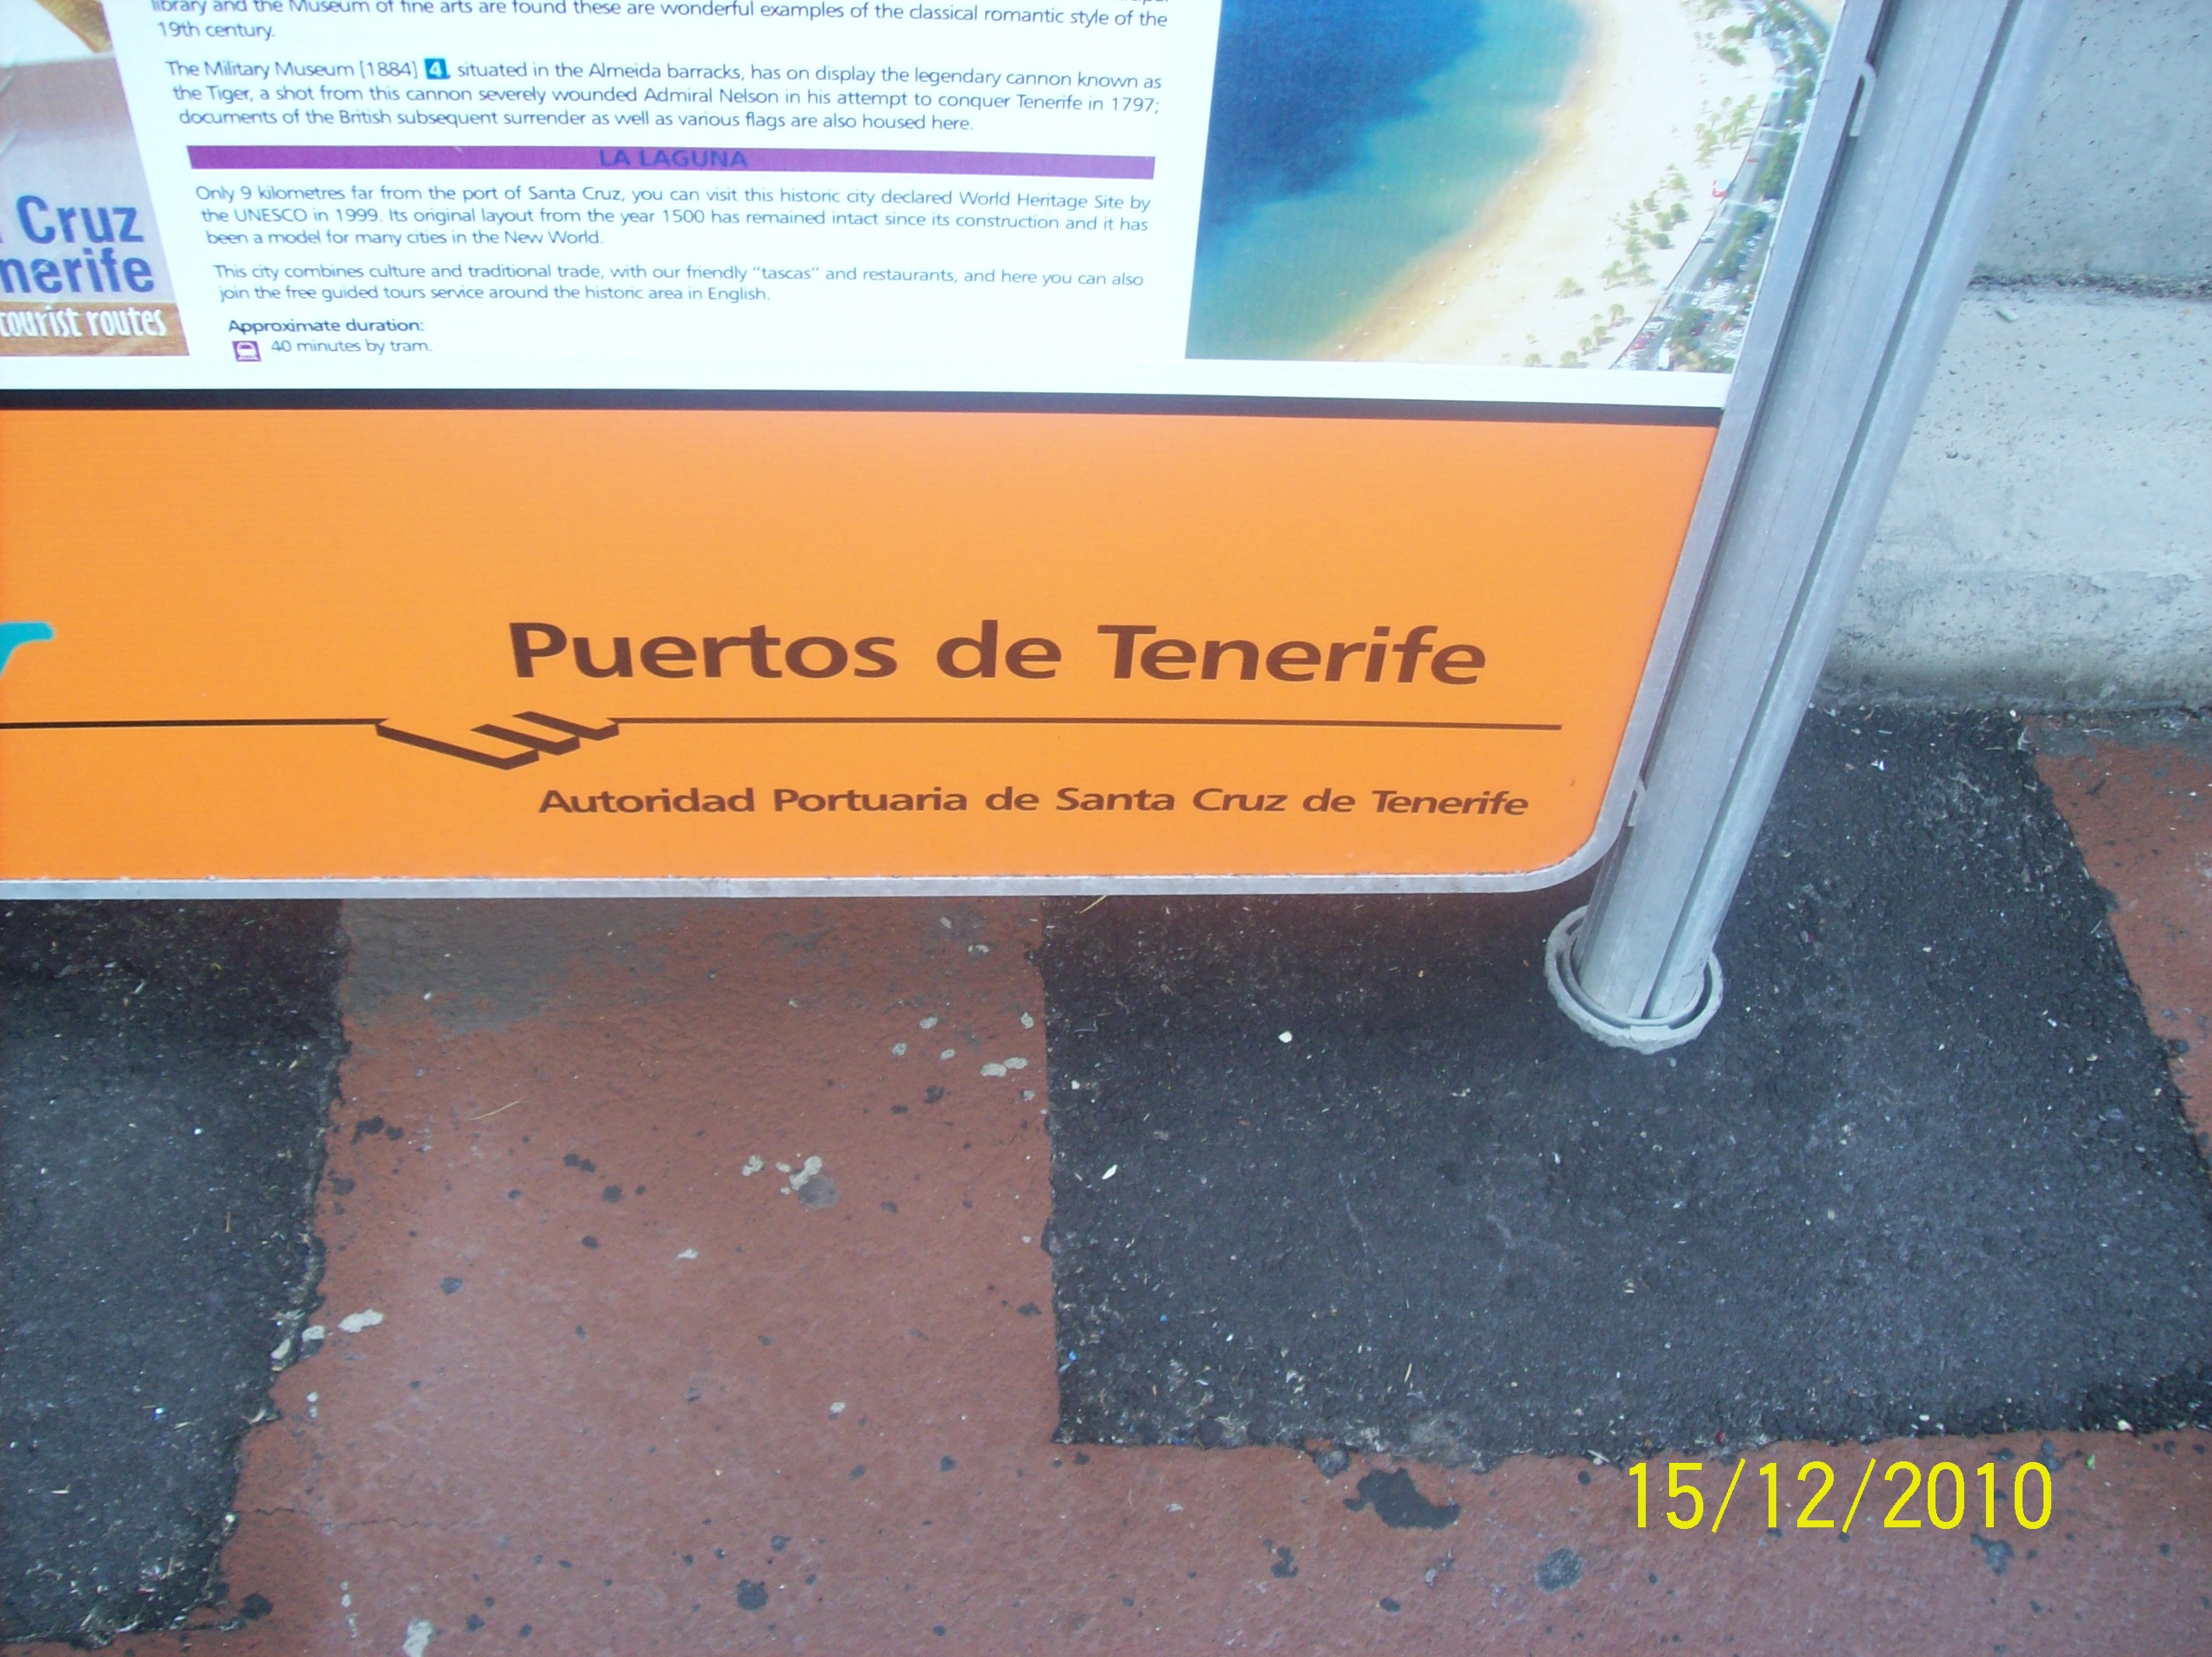 library and the Museum of fine arts are found these are wonderful examples of the classical romantic style of the
19th century.
The Military Museum [1884] 4, situated in the Almeida barracks, has on display the legendary cannon known as
the Tiger, a shot from this cannon severely wounded Admiral Nelson in his attempt to conquer Tenerife in 1797;
documents of the British subsequent surrender as well as various flags are also housed here.
LA LAGUNA
Only 9 kilometres far from the port of Santa Cruz, you can visit this historic city declared World Heritage Site by
the UNESCO in 1999. Its original layout from the year 1500 has remained intact since its construction and it has
been a model for many cities in the New World.
This city combines culture and traditional trade, with our friendly "tascas" and restaurants, and here you can also
join the free guided tours service around the historic area in English.
Approximate duration:
40 minutes by tram.
Cruz
nerife
tourist routes
Puertos de Tenerife
Autoridad Portuaria de Santa Cruz de Tenerife
15/12/2010